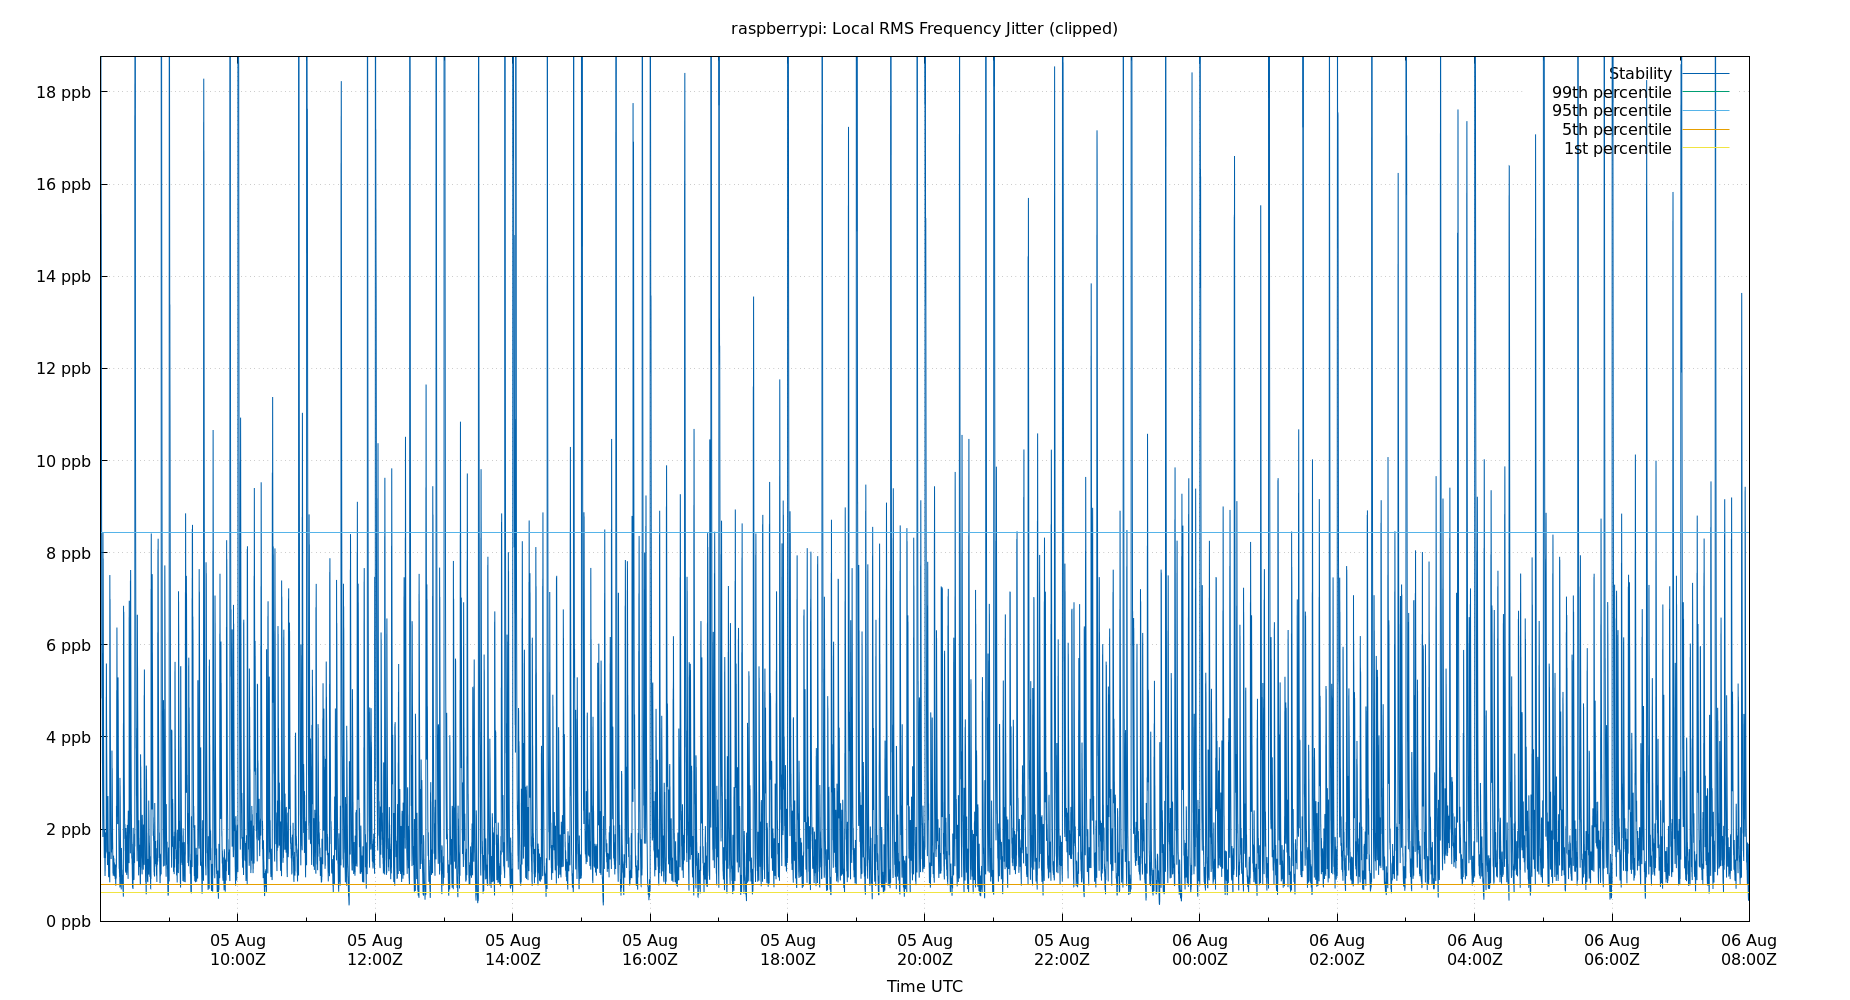 raspberrypi: Local RMS Frequency Jitter (clipped)
Stability
99th percentile
95th percentile
5th percentile
1st percentile
18 ppb
16 ppb
14 ppb
12 ppb
10 ppb
8 ppb
6 ppb
4 ppb
2 ppb
0 ppb
05 Aug 05 Aug 05 Aug 05 Aug 05 Aug 05 Aug 05 Aug 06 Aug 06 Aug 06 Aug 06 Aug 06 Aug
10:00Z 12:00Z 14:00Z 16:00Z 18:00Z 20:00Z 22:00Z 00:00Z 02:00Z 04:00Z 06:00Z 08:00Z
Time UTC